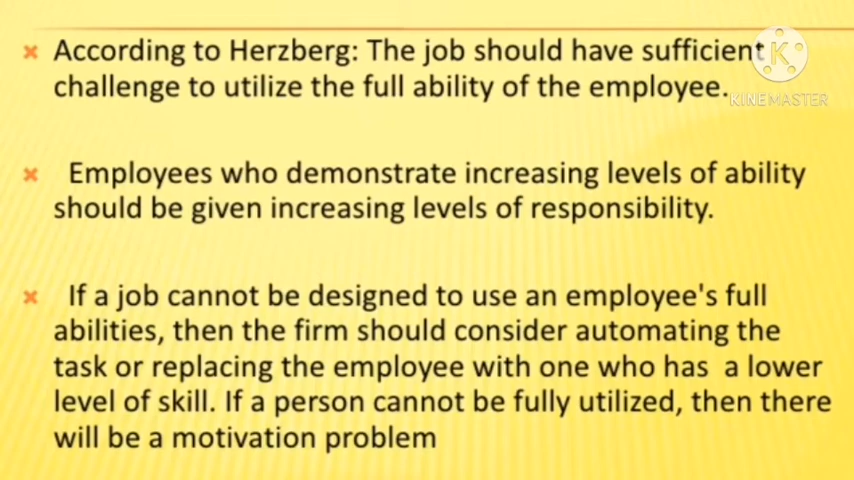 According to Herzberg: The job should have sufficient
challenge to utilize the full ability of the employee.
K
KINEMASTER
Employees who demonstrate increasing levels of ability
should be given increasing levels of responsibility.
If a job cannot be designed to use an employee's full
abilities, then the firm should consider automating the
task or replacing the employee with one who has a lower
level of skill. If a person cannot be fully utilized, then there
will be a motivation problem